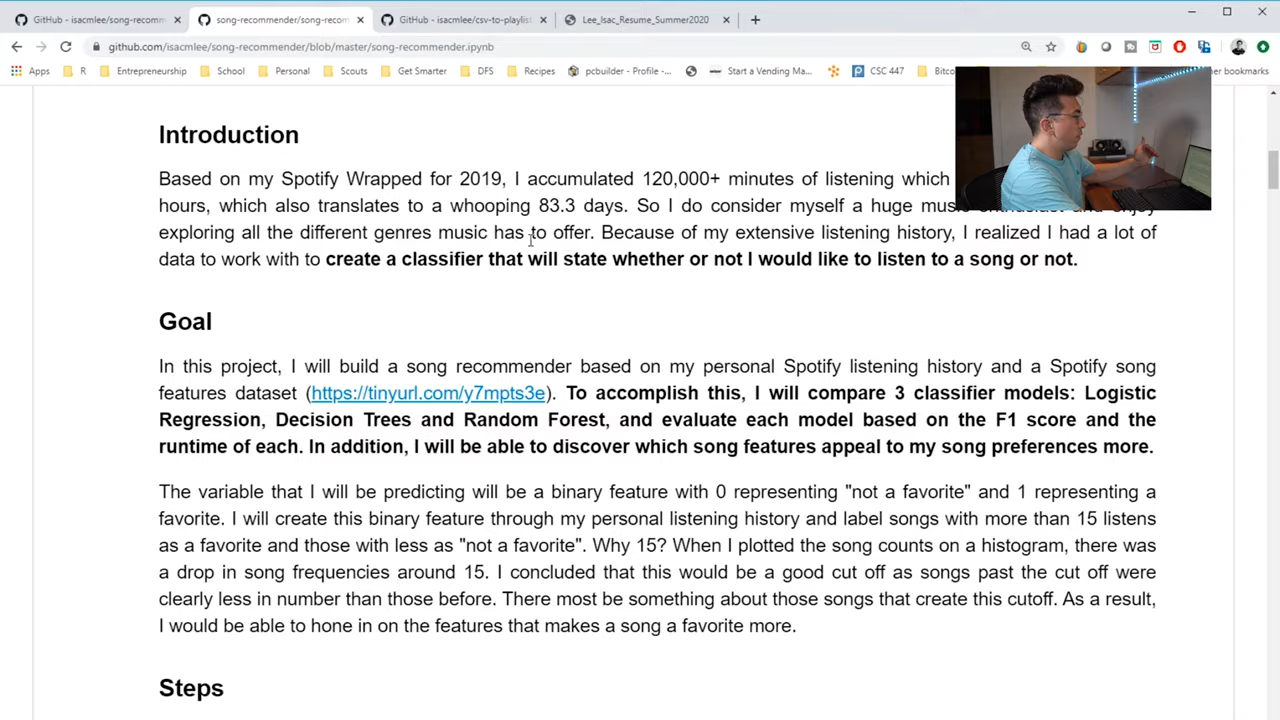 GitHub - isacmlee/song-recomm
song-recommender/song-recom
GitHub - isacmlee/csv-to-playlist
Lee_Isac_Resume_Summer2020
github.com/isacmlee/song-recommender/blob/master/song-recommender.ipynb
Apps R Entrepreneurship School Personal Scouts Get Smarter DFS Recipes pcbuilder - Profile -... Start a Vending Ma... CSC 447 Bitco her bookmarks
Introduction
Based on my Spotify Wrapped for 2019, I accumulated 120,000+ minutes of listening which
hours, which also translates to a whopping 83.3 days. So I do consider myself a huge music enthusiast and enjoy
exploring all the different genres music has to offer. Because of my extensive listening history, I realized I had a lot of
data to work with to create a classifier that will state whether or not I would like to listen to a song or not.
Goal
In this project, I will build a song recommender based on my personal Spotify listening history and a Spotify song
features dataset (https://tinyurl.com/y7mpts3e). To accomplish this, I will compare 3 classifier models: Logistic
Regression, Decision Trees and Random Forest, and evaluate each model based on the F1 score and the
runtime of each. In addition, I will be able to discover which song features appeal to my song preferences more.
The variable that I will be predicting will be a binary feature with 0 representing "not a favorite" and 1 representing a
favorite. I will create this binary feature through my personal listening history and label songs with more than 15 listens
as a favorite and those with less as "not a favorite". Why 15? When I plotted the song counts on a histogram, there was
a drop in song frequencies around 15. I concluded that this would be a good cut off as songs past the cut off were
clearly less in number than those before. There most be something about those songs that create this cutoff. As a result,
I would be able to hone in on the features that makes a song a favorite more.
Steps